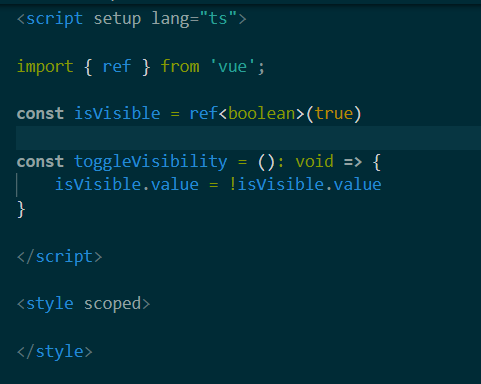 <script setup lang="ts">
import { ref } from 'vue';
const isVisible = ref<boolean>(true)
const toggleVisibility = (): void => {
    isVisible.value = !isVisible.value
}
</script>
<style scoped>
</style>